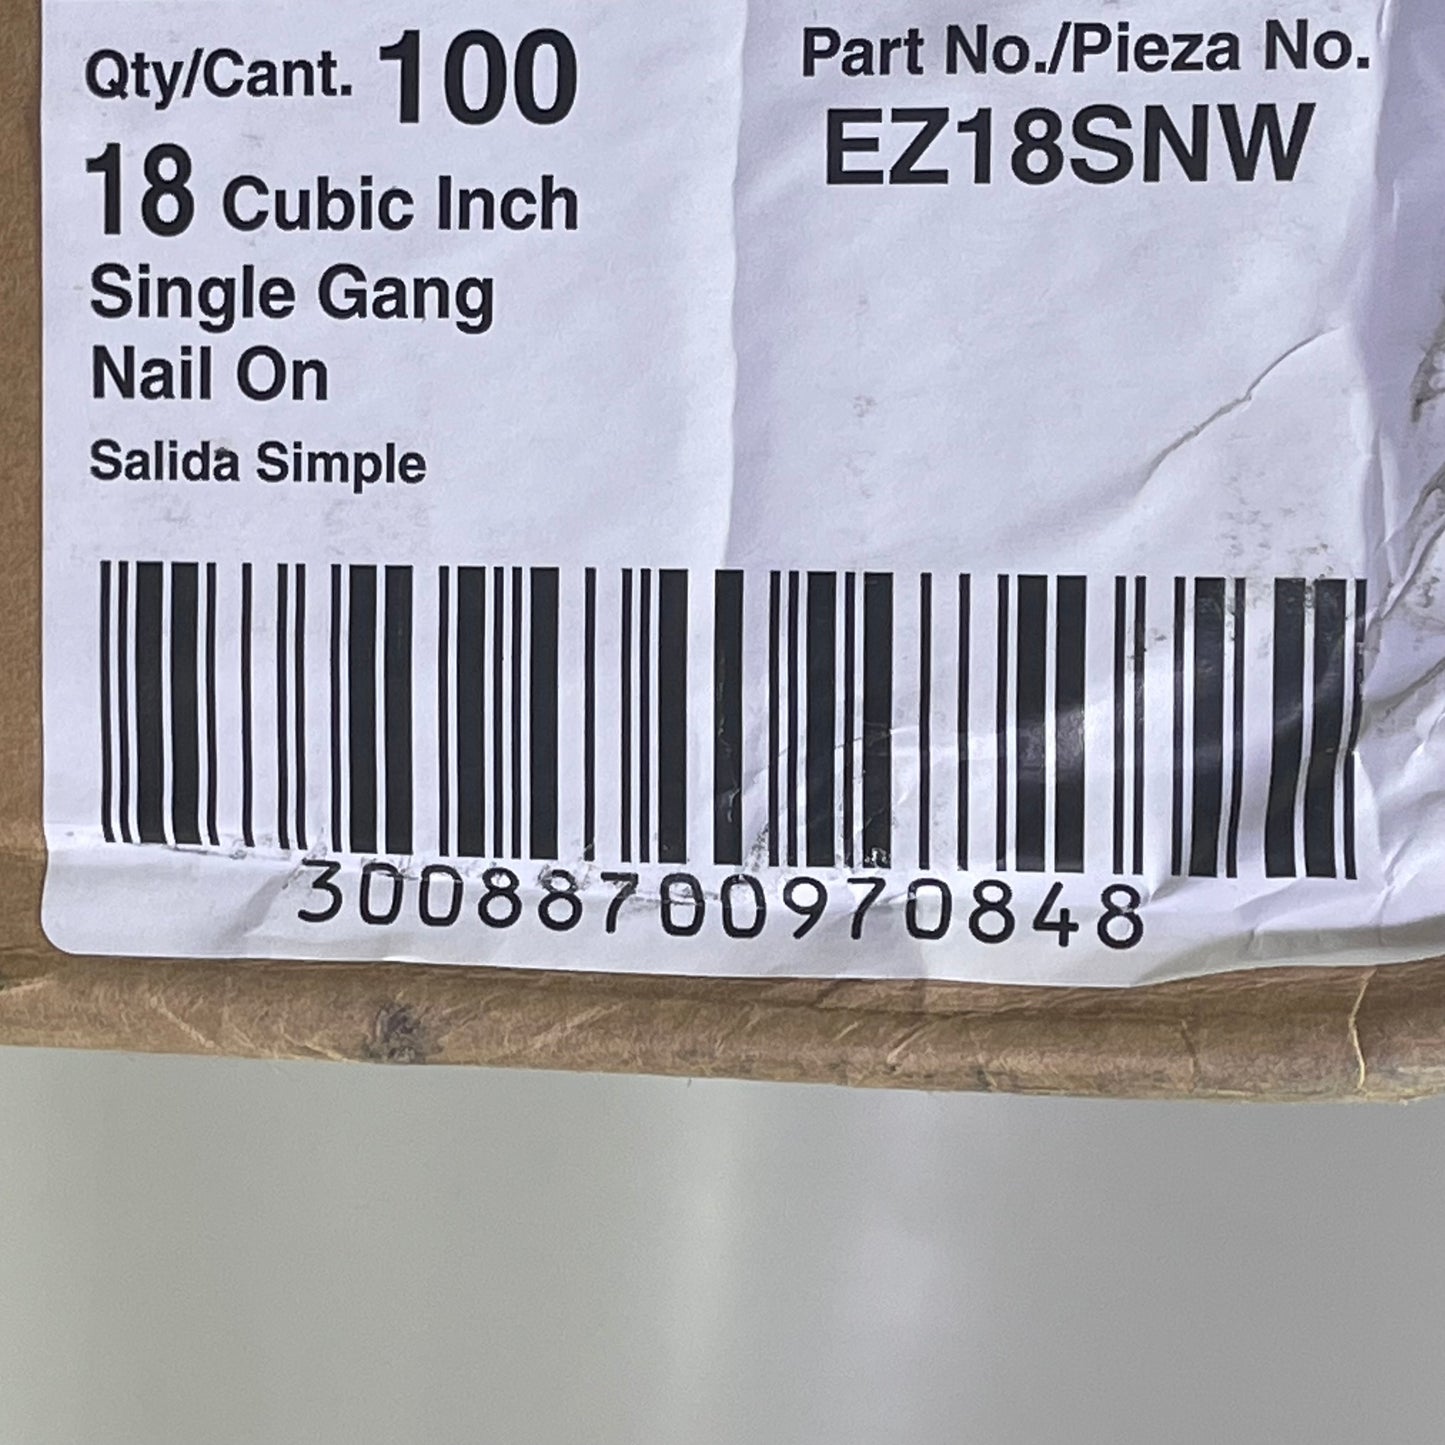 Qty/Cant. 100
18 Cubic Inch
Single Gang
Nail On
Salida Simple
Part No./Pieza No.
EZ18SNW
30088700970848